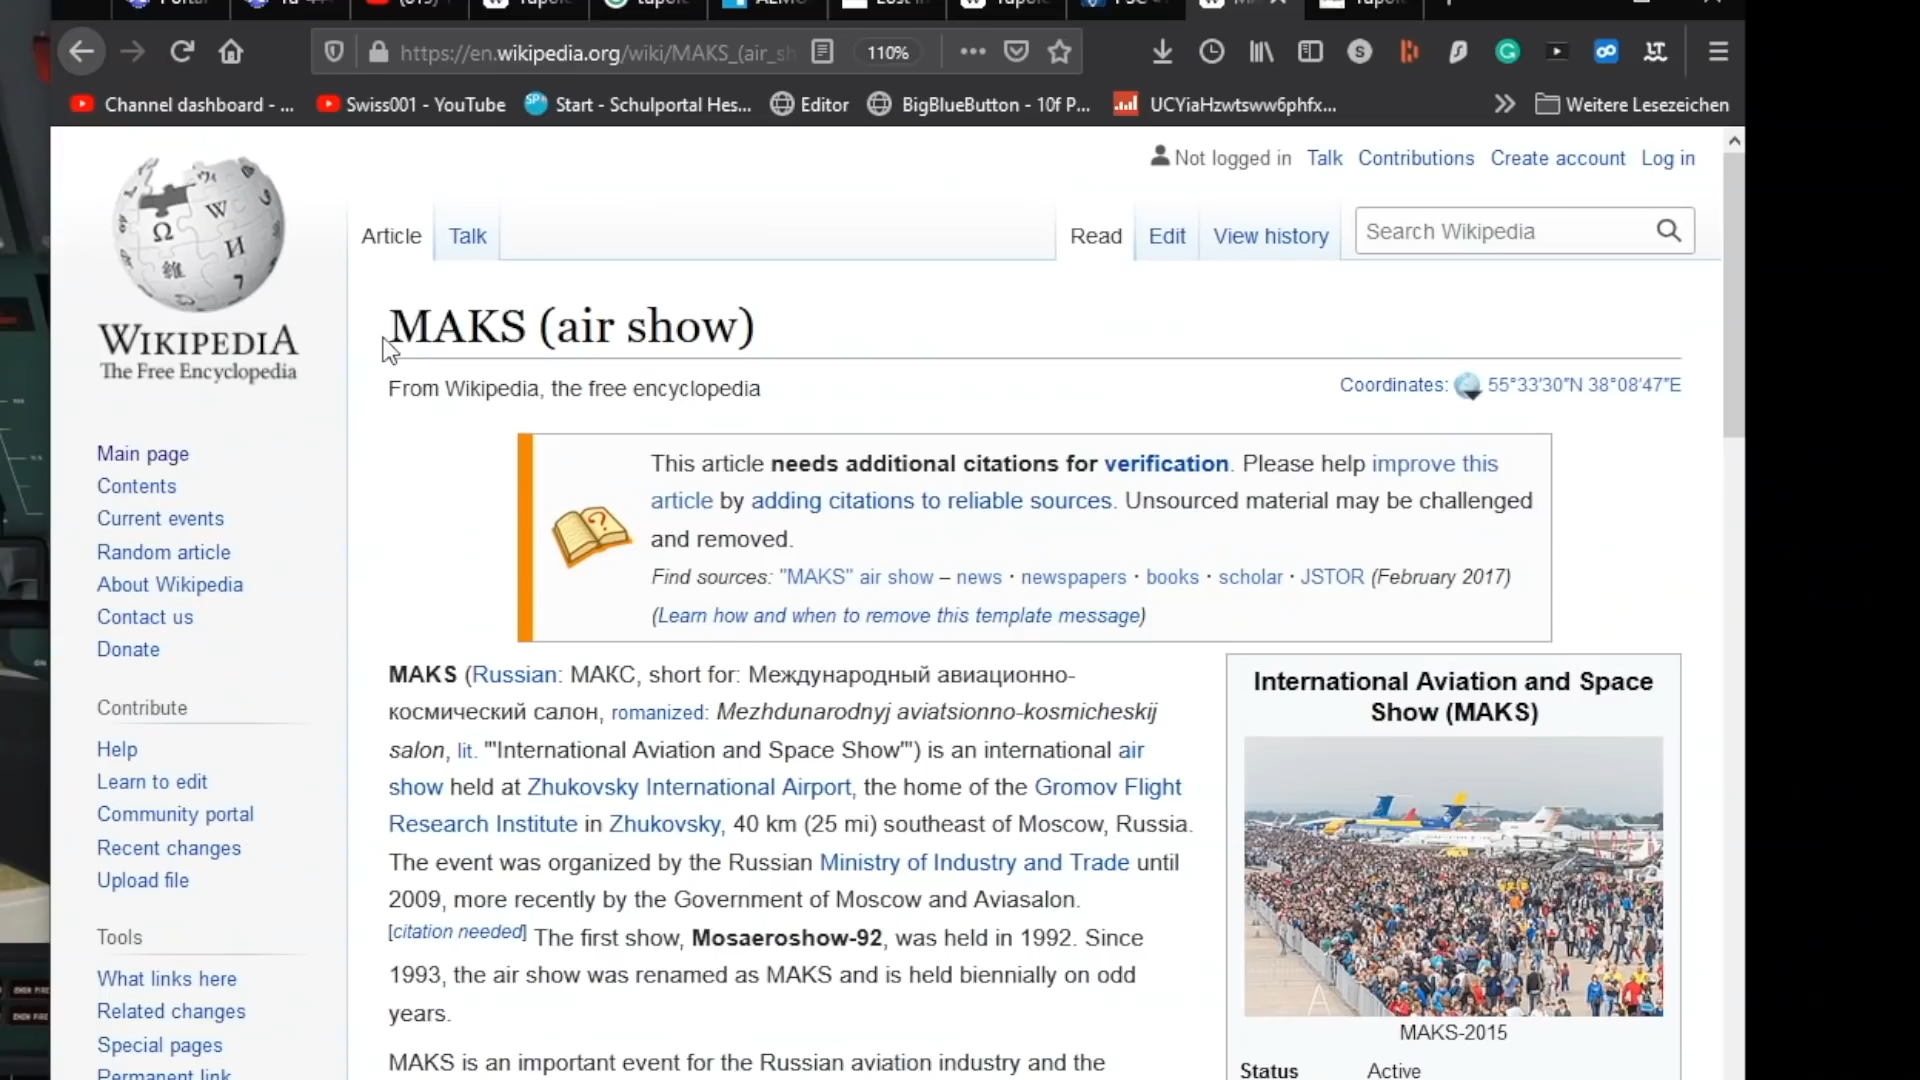 https://en.wikipedia.org/wiki/MAKS_(air_sh
110%
Channel dashboard - ...
Swiss001 - YouTube
Start - Schulportal Hes...
Editor
BigBlueButton - 10f P...
UCYiaHzwtsww6phfx...
Weitere Lesezeichen
Not logged in Talk Contributions Create account Log in
Article Talk Read Edit View history Search Wikipedia
WIKIPEDIA
The Free Encyclopedia
MAKS (air show)
From Wikipedia, the free encyclopedia
Coordinates: 55°33′30″N 38°08′47″E
Main page
Contents
Current events
Random article
About Wikipedia
Contact us
Donate
Contribute
Help
Learn to edit
Community portal
Recent changes
Upload file
Tools
What links here
Related changes
Special pages
Permanent link
This article needs additional citations for verification. Please help improve this
article by adding citations to reliable sources. Unsourced material may be challenged
and removed.
Find sources: "MAKS" air show – news · newspapers · books · scholar · JSTOR (February 2017)
(Learn how and when to remove this template message)
MAKS (Russian: МАКС, short for: Международный авиационно-
космический салон, romanized: Mezhdunarodnyj aviatsionno-kosmicheskij
salon, lit. "'International Aviation and Space Show'") is an international air
show held at Zhukovsky International Airport, the home of the Gromov Flight
Research Institute in Zhukovsky, 40 km (25 mi) southeast of Moscow, Russia.
The event was organized by the Russian Ministry of Industry and Trade until
2009, more recently by the Government of Moscow and Aviasalon.
[citation needed] The first show, Mosaeroshow-92, was held in 1992. Since
1993, the air show was renamed as MAKS and is held biennially on odd
years.
MAKS is an important event for the Russian aviation industry and the
International Aviation and Space
Show (MAKS)
MAKS-2015
Status Active